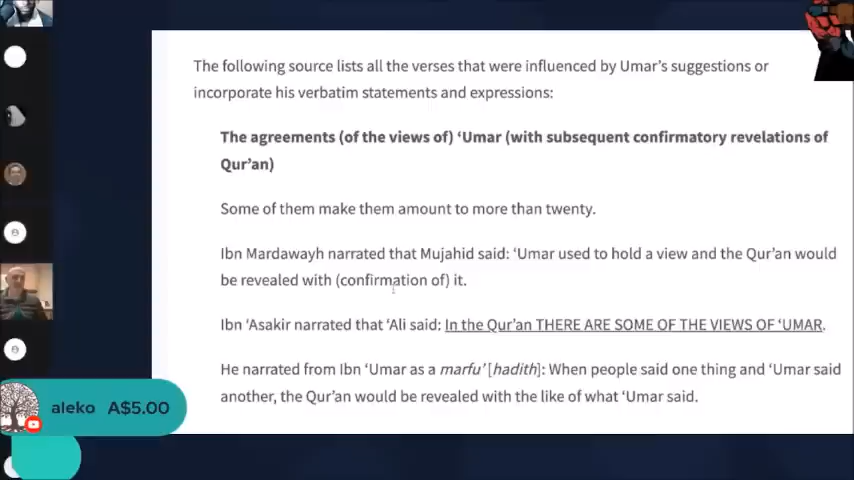 The following source lists all the verses that were influenced by Umar's suggestions or
incorporate his verbatim statements and expressions:
The agreements (of the views of) ‘Umar (with subsequent confirmatory revelations of
Qur’an)
Some of them make them amount to more than twenty.
Ibn Mardawayh narrated that Mujahid said: ‘Umar used to hold a view and the Qur’an would
be revealed with (confirmation of) it.
Ibn ‘Asakir narrated that ‘Ali said: In the Qur’an THERE ARE SOME OF THE VIEWS OF ‘UMAR.
He narrated from Ibn ‘Umar as a marfu’ [hadith]: When people said one thing and ‘Umar said
another, the Qur’an would be revealed with the like of what ‘Umar said.
aleko A$5.00